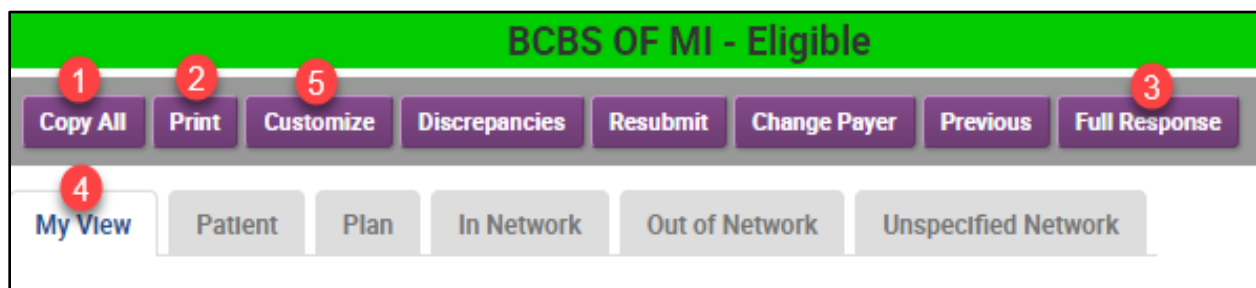 BCBS OF MI - Eligible
1 2 5 3
Copy All Print Customize Discrepancies Resubmit Change Payer Previous Full Response
4
My View Patient Plan In Network Out of Network Unspecified Network